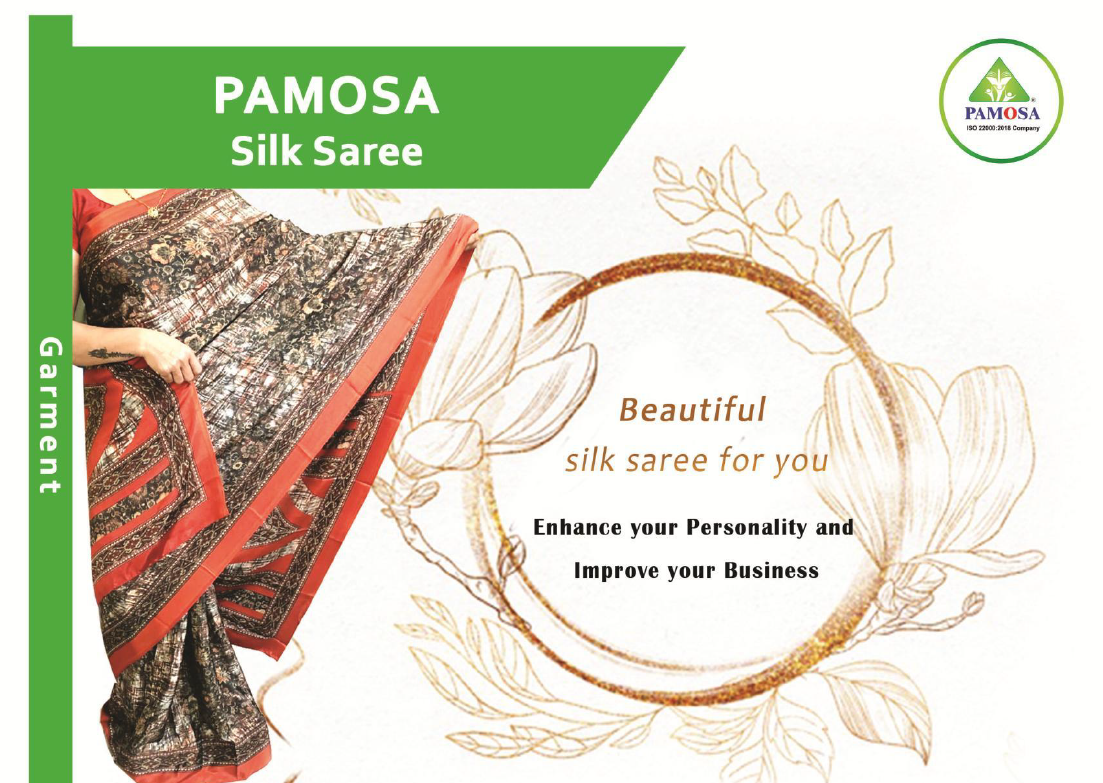 PAMOSA
Silk Saree
PAMOSA
ISO 22000:2018 Company
Garment
Beautiful
silk saree for you
Enhance your Personality and
Improve your Business